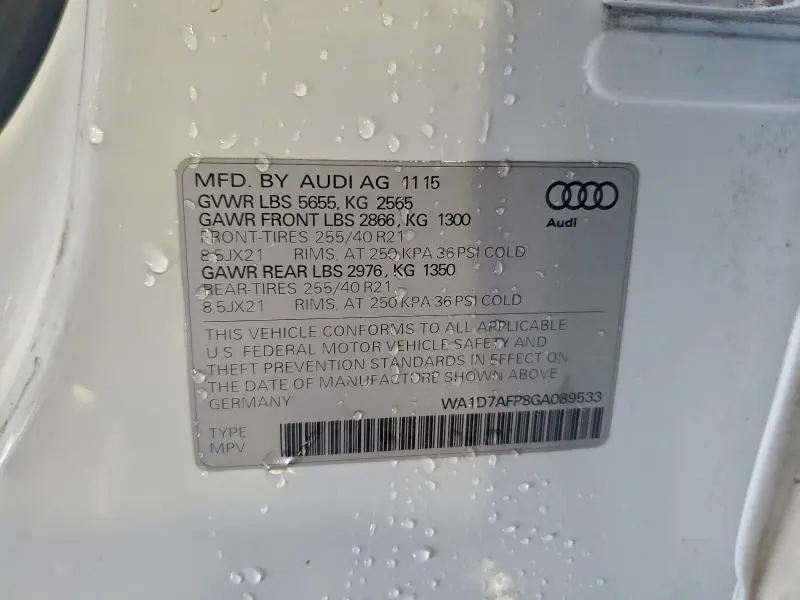 MFD. BY AUDI AG 11 15
GVWR LBS 5655, KG 2565
GAWR FRONT LBS 2866, KG 1300
FRONT-TIRES 255/40 R21
8,5JX21 RIMS, AT 250 KPA 36 PSI COLD
GAWR REAR LBS 2976, KG 1350
REAR-TIRES 255/40 R21
8,5JX21 RIMS, AT 250 KPA 36 PSI COLD
Audi
THIS VEHICLE CONFORMS TO ALL APPLICABLE
U.S. FEDERAL MOTOR VEHICLE SAFETY AND
THEFT PREVENTION STANDARDS IN EFFECT ON
THE DATE OF MANUFACTURE SHOWN ABOVE.
GERMANY WA1D7AFP8GA089533
TYPE
MPV